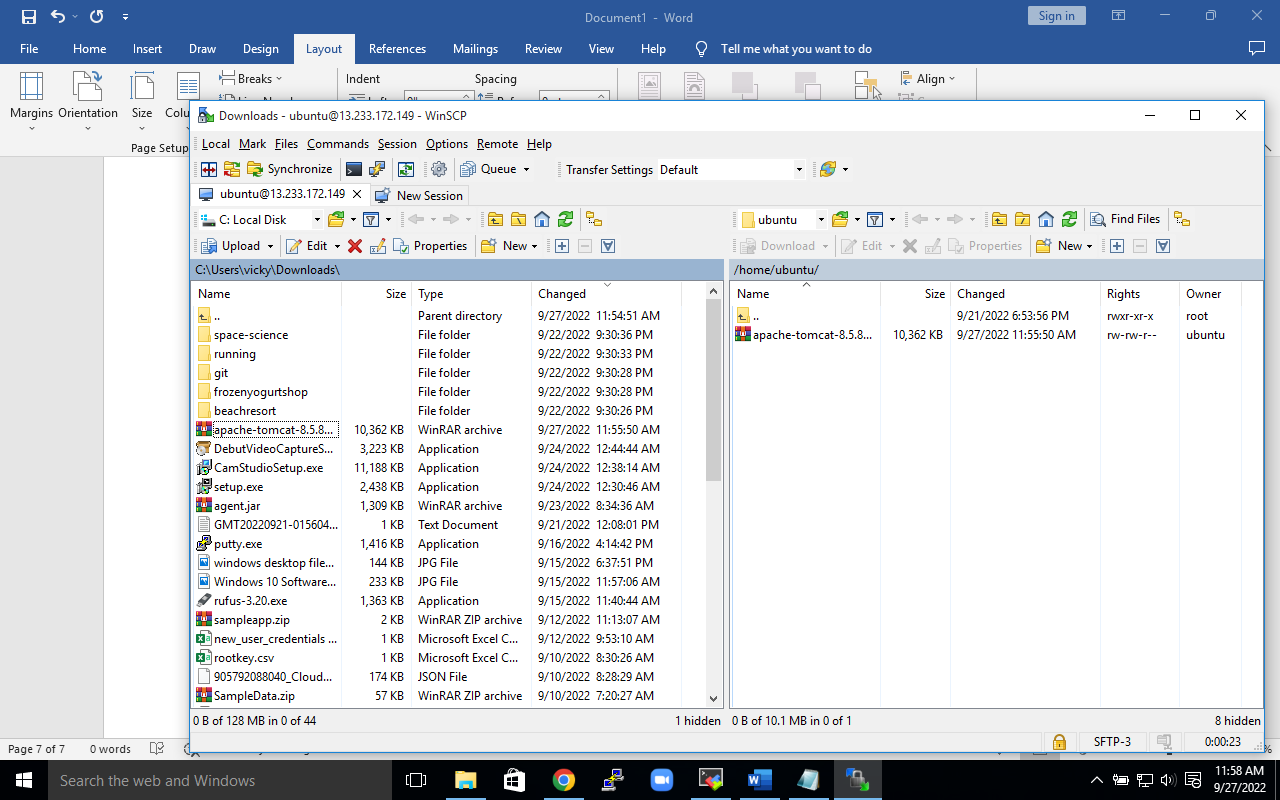 Document1 - Word
Sign in
File Home Insert Draw Design Layout References Mailings Review View Help Tell me what you want to do
Breaks Indent Spacing Align
Margins Orientation Size
Page Setup
Downloads - ubuntu@13.233.172.149 - WinSCP
Local Mark Files Commands Session Options Remote Help
Synchronize Queue Transfer Settings Default
ubuntu@13.233.172.149 New Session
C: Local Disk ubuntu Find Files
Upload Edit Properties New Download Edit Properties New
C:\Users\vicky\Downloads\ /home/ubuntu/
Name Size Type Changed Name Size Changed Rights Owner
.. Parent directory 9/27/2022 11:54:51 AM .. 9/21/2022 6:53:56 PM rwxr-xr-x root
space-science File folder 9/22/2022 9:30:36 PM apache-tomcat-8.5.8... 10,362 KB 9/27/2022 11:55:50 AM rw-rw-r-- ubuntu
running File folder 9/22/2022 9:30:33 PM
git File folder 9/22/2022 9:30:28 PM
frozenyogurtshop File folder 9/22/2022 9:30:28 PM
beachresort File folder 9/22/2022 9:30:26 PM
apache-tomcat-8.5.8... 10,362 KB WinRAR archive 9/27/2022 11:55:50 AM
DebutVideoCaptureS... 3,223 KB Application 9/24/2022 12:44:44 AM
CamStudioSetup.exe 11,188 KB Application 9/24/2022 12:38:14 AM
setup.exe 2,438 KB Application 9/24/2022 12:30:46 AM
agent.jar 1,309 KB WinRAR archive 9/23/2022 8:34:36 AM
GMT20220921-015604... 1 KB Text Document 9/21/2022 12:08:01 PM
putty.exe 1,416 KB Application 9/16/2022 4:14:42 PM
windows desktop file... 144 KB JPG File 9/15/2022 6:37:51 PM
Windows 10 Software... 233 KB JPG File 9/15/2022 11:57:06 AM
rufus-3.20.exe 1,363 KB Application 9/15/2022 11:40:44 AM
sampleapp.zip 2 KB WinRAR ZIP archive 9/12/2022 11:13:07 AM
new_user_credentials ... 1 KB Microsoft Excel C... 9/12/2022 9:53:10 AM
rootkey.csv 1 KB Microsoft Excel C... 9/10/2022 8:30:26 AM
905792088040_Cloud... 174 KB JSON File 9/10/2022 8:28:29 AM
SampleData.zip 57 KB WinRAR ZIP archive 9/10/2022 7:20:27 AM
0 B of 128 MB in 0 of 44 1 hidden 0 B of 10.1 MB in 0 of 1 8 hidden
SFTP-3 0:00:23
Page 7 of 7 0 words %
Search the web and Windows
11:58 AM
9/27/2022